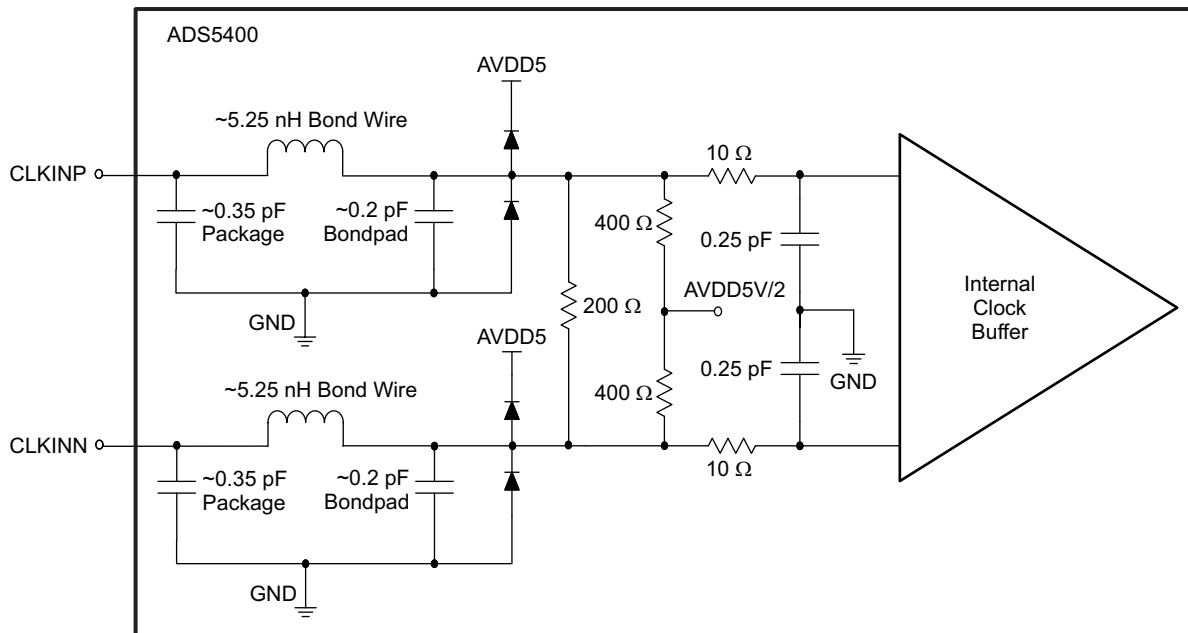 ADS5400
AVDD5
~5.25 nH Bond Wire
CLKINP
10 Ω
~0.35 pF
Package
~0.2 pF
Bondpad
400 Ω
0.25 pF
GND
200 Ω
AVDD5V/2
Internal
Clock
Buffer
AVDD5
~5.25 nH Bond Wire
400 Ω
0.25 pF
GND
CLKINN
10 Ω
~0.35 pF
Package
~0.2 pF
Bondpad
GND